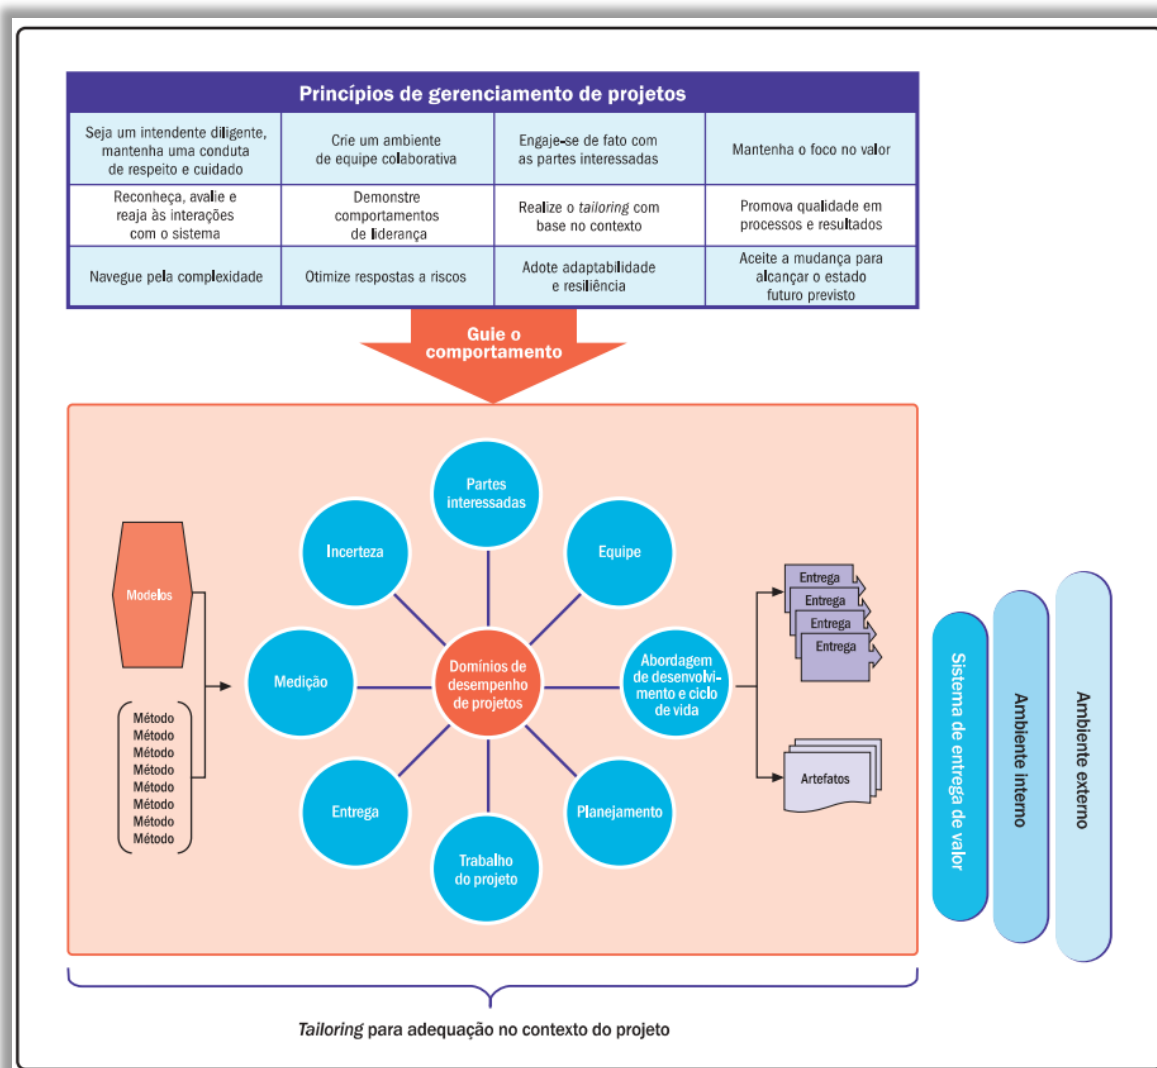 Princípios de gerenciamento de projetos
Seja um intendente diligente,
mantenha uma conduta
de respeito e cuidado
Crie um ambiente
de equipe colaborativa
Engaje-se de fato com
as partes interessadas
Mantenha o foco no valor
Reconheça, avalie e
reaja às interações
com o sistema
Demonstre
comportamentos
de liderança
Realize o tailoring com
base no contexto
Promova qualidade em
processos e resultados
Navegue pela complexidade
Otimize respostas a riscos
Adote adaptabilidade
e resiliência
Aceite a mudança para
alcançar o estado
futuro previsto
Guie o
comportamento
Partes
interessadas
Incerteza
Equipe
Modelos
Medição
Domínios de
desempenho
de projetos
Abordagem
de desenvolvi-
mento e ciclo
de vida
Entrega
Entrega
Entrega
Entrega
Método
Método
Método
Método
Método
Método
Método
Método
Entrega
Trabalho
do projeto
Planejamento
Artefatos
Sistema de entrega de valor
Ambiente interno
Ambiente externo
Tailoring para adequação no contexto do projeto